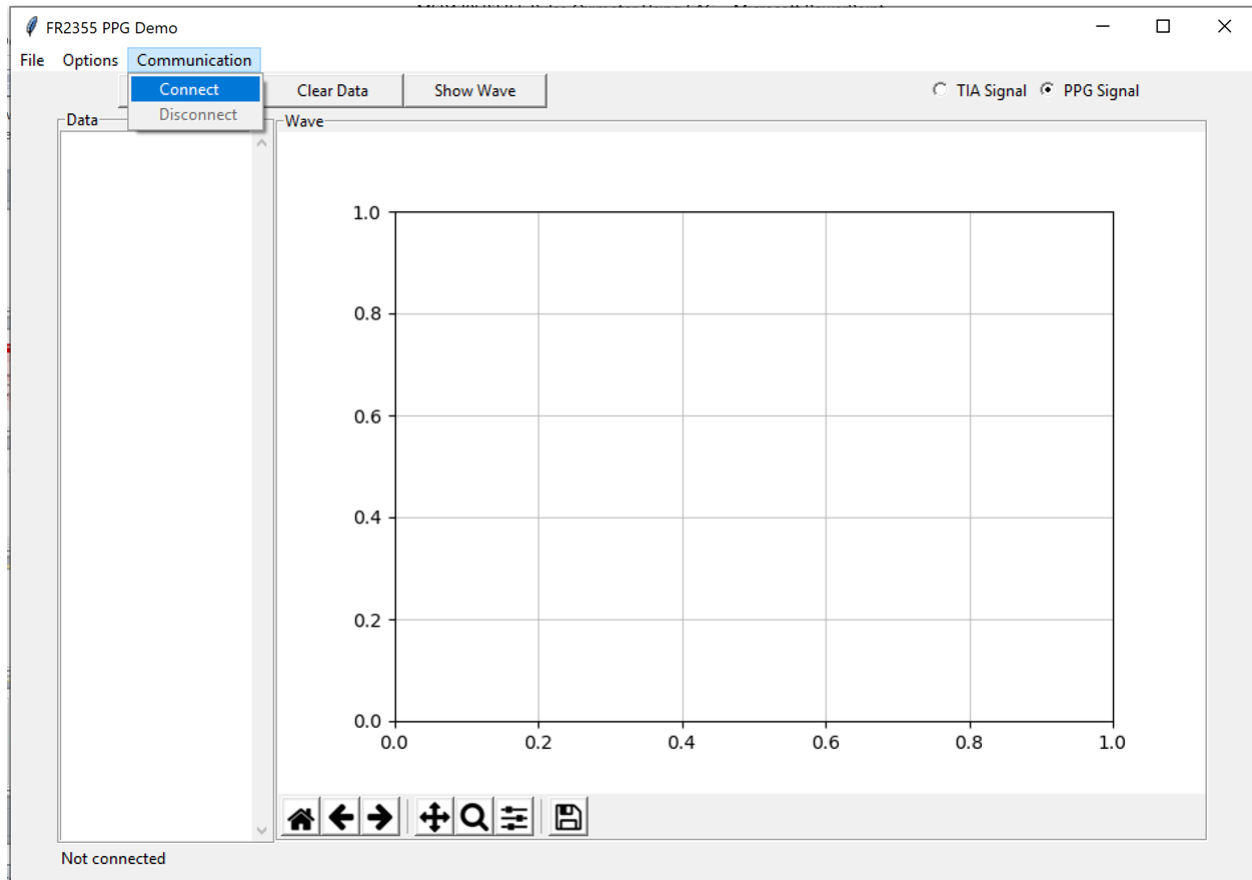 FR2355 PPG Demo
File Options Communication
Connect
Disconnect
Clear Data Show Wave
TIA Signal PPG Signal
Data
Wave
1.0
0.8
0.6
0.4
0.2
0.0
0.0 0.2 0.4 0.6 0.8 1.0
Not connected